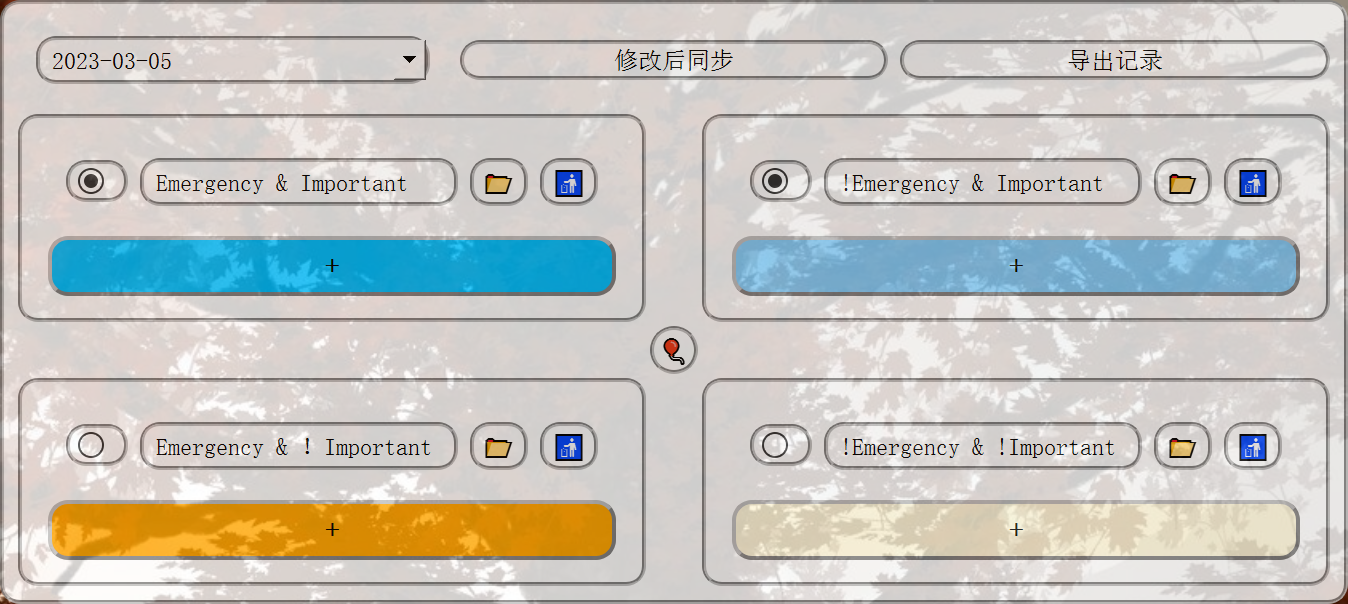 2023-03-05
修改后同步
导出记录
Emergency & Important
!Emergency & Important
+
+
Emergency & ! Important
!Emergency & !Important
+
+